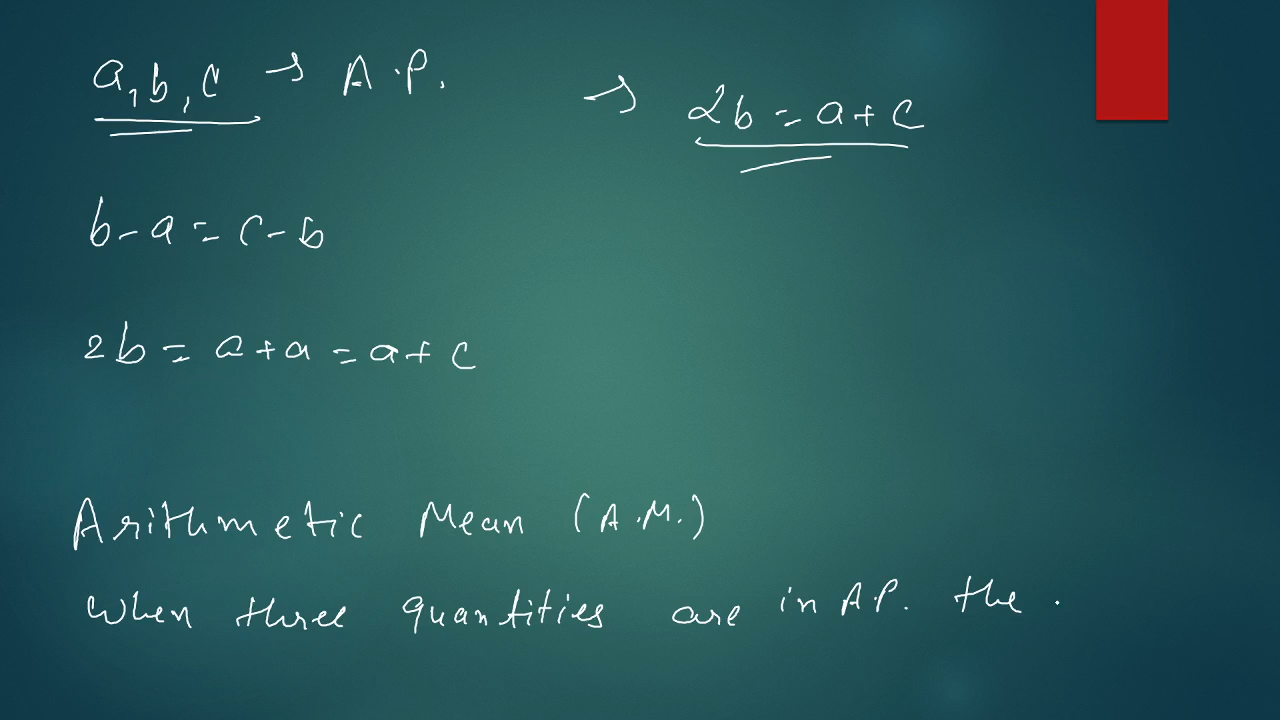 a, b, c → A.P.
→ 2b = a + c
b - a = c - b
2b = a + a = a + c
Arithmetic Mean (A.M.)
When three quantities are in A.P. the .